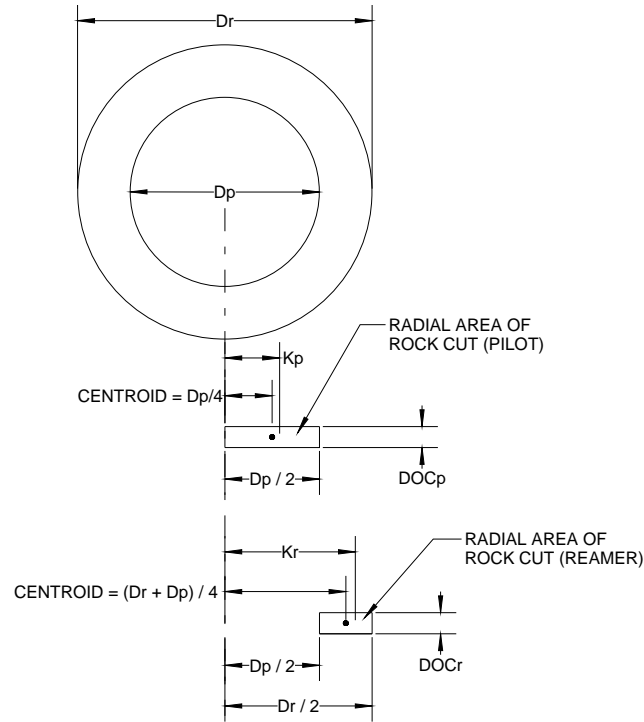 Dr
Dp
RADIAL AREA OF
ROCK CUT (PILOT)
Kp
CENTROID = Dp/4
Dp / 2
DOCp
Kr
RADIAL AREA OF
ROCK CUT (REAMER)
CENTROID = (Dr + Dp) / 4
Dp / 2
DOCr
Dr / 2